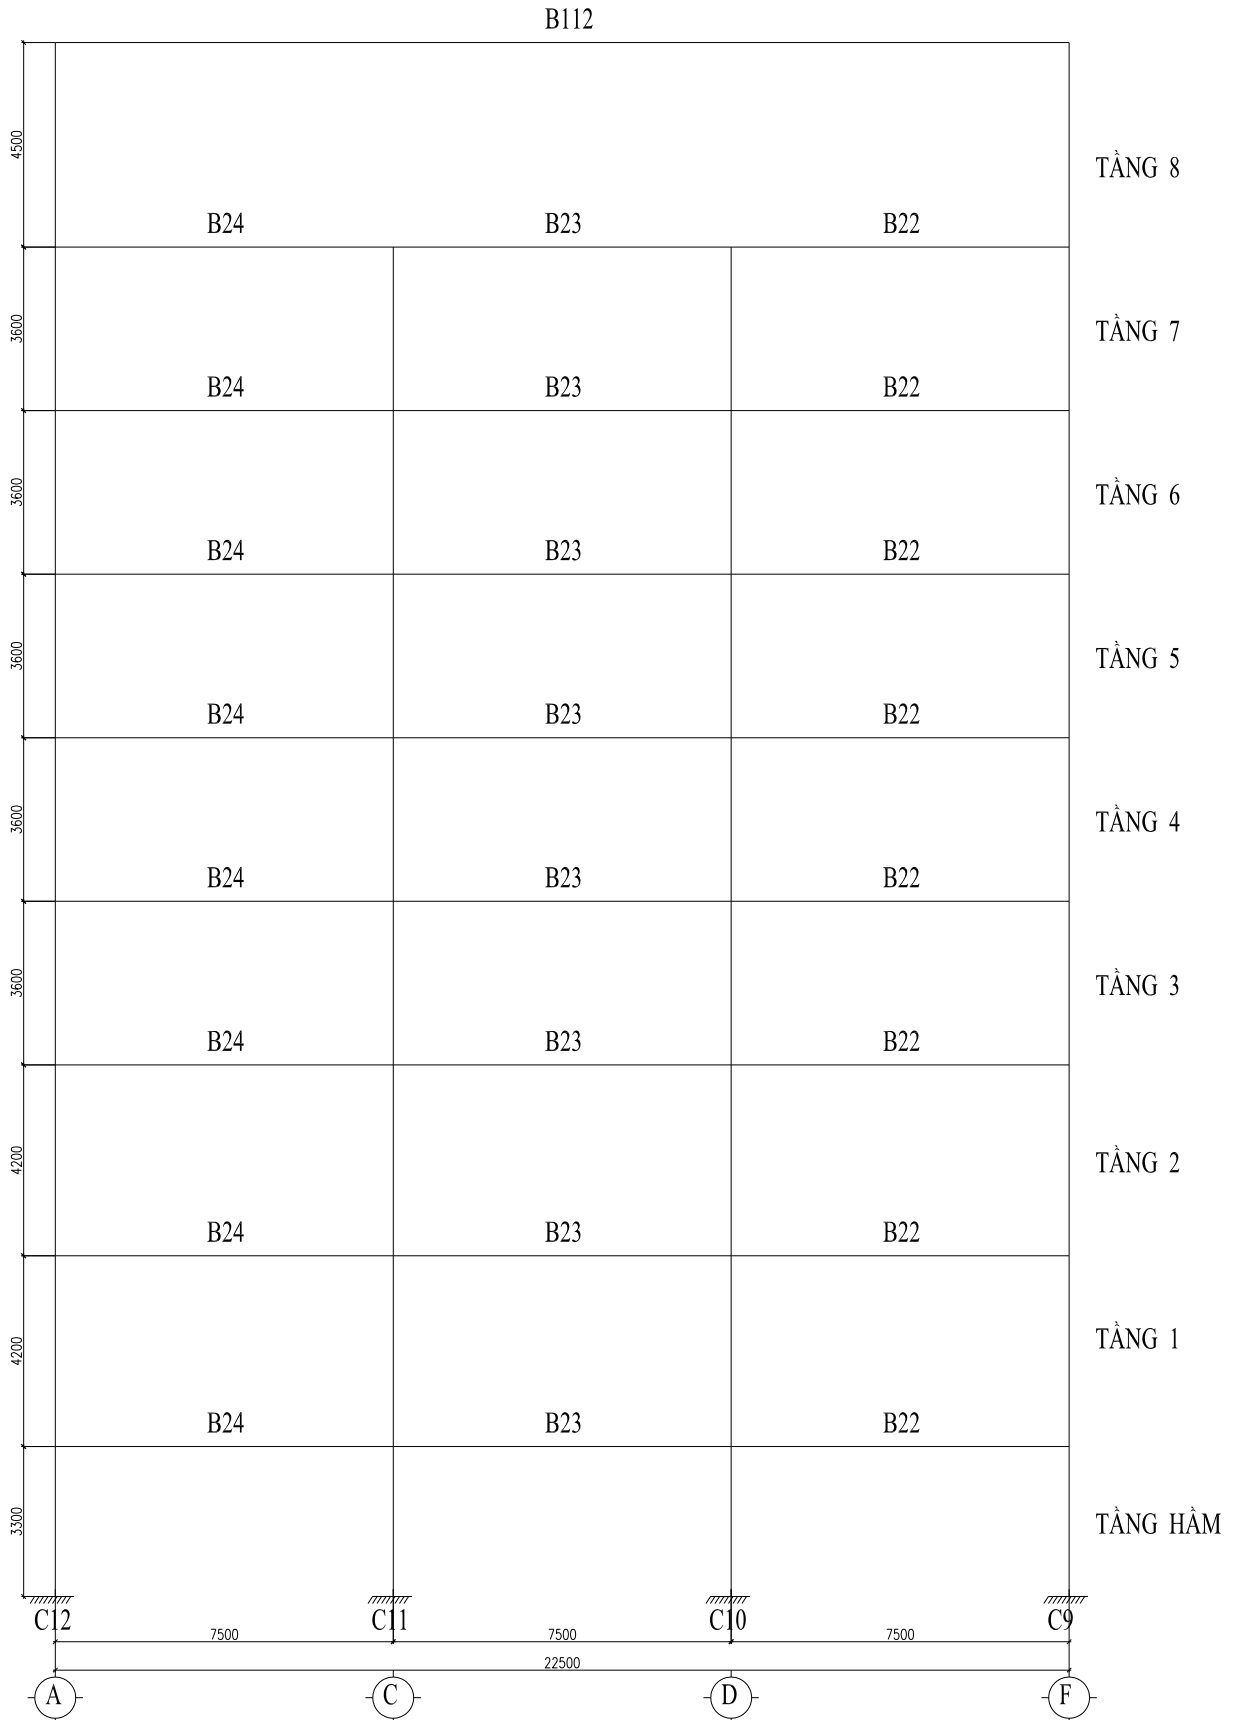 B112
4500
TẦNG 8
B24 B23 B22
3600
TẦNG 7
B24 B23 B22
3600
TẦNG 6
B24 B23 B22
3600
TẦNG 5
B24 B23 B22
3600
TẦNG 4
B24 B23 B22
3600
TẦNG 3
B24 B23 B22
4200
TẦNG 2
B24 B23 B22
4200
TẦNG 1
B24 B23 B22
3300
TẦNG HẦM
C12 C11 C10 C9
7500 7500 7500
22500
A C D F